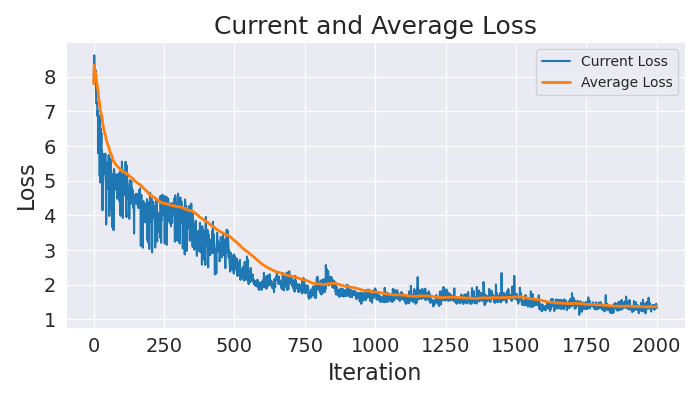 Current and Average Loss
Current Loss
Average Loss
Loss
8
7
6
5
4
3
2
1
0 250 500 750 1000 1250 1500 1750 2000
Iteration